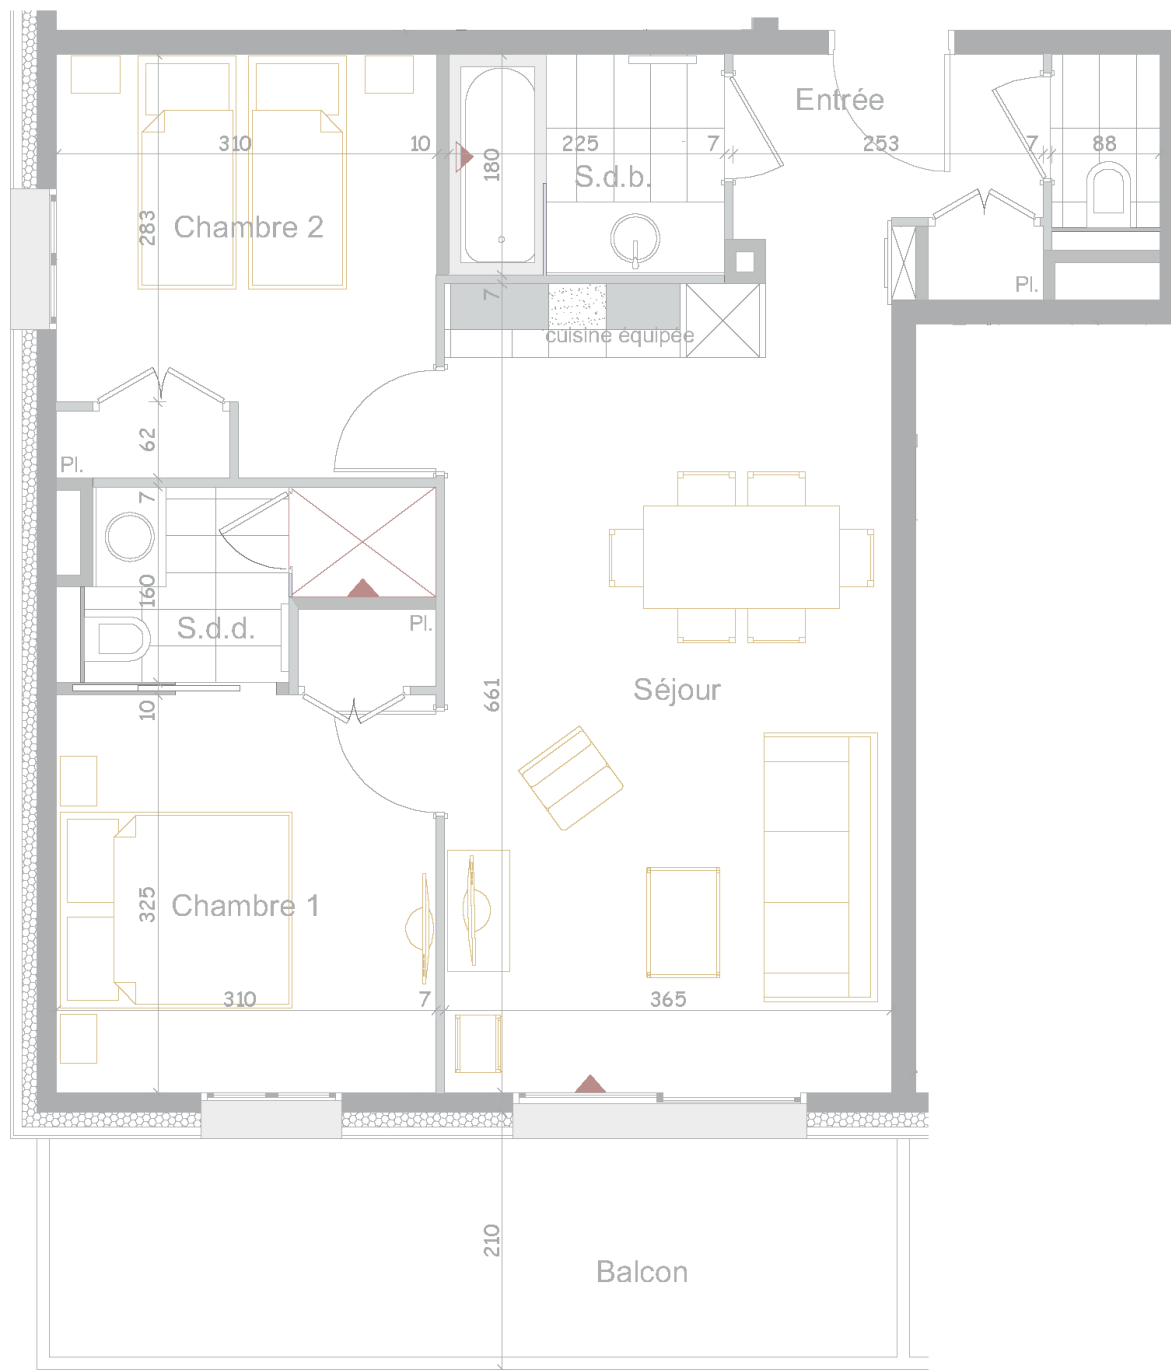 Entrée
310
10
225
7
253
7
88
180
S.d.b.
283
Chambre 2
Pl.
7
cuisine équipée
62
Pl.
7
160
S.d.d.
Pl.
661
Séjour
10
325
Chambre 1
310
7
365
210
Balcon